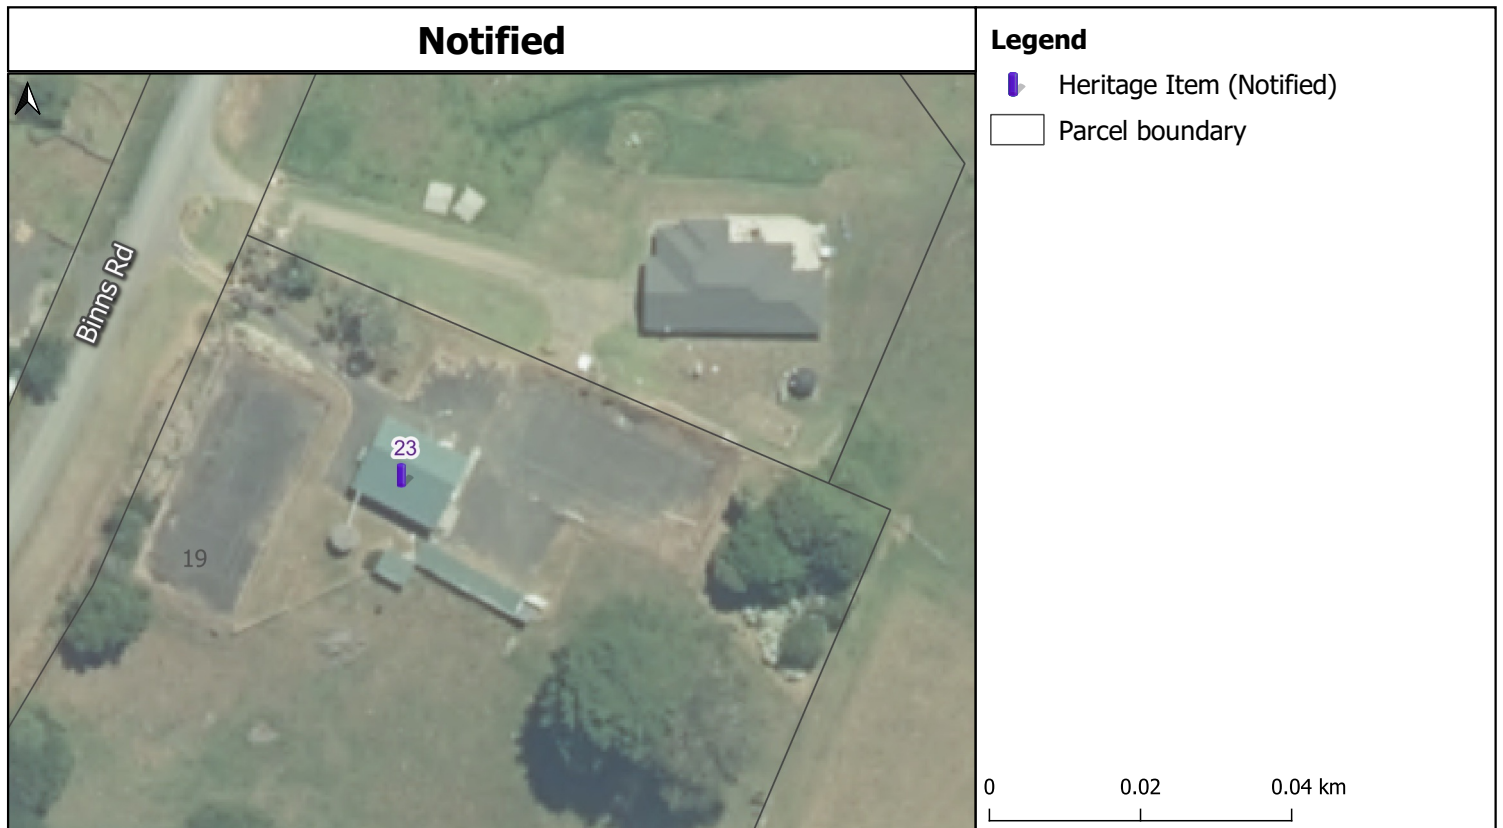 Notified
Legend
Heritage Item (Notified)
Parcel boundary
Binns Rd
23
19
0 0.02 0.04 km